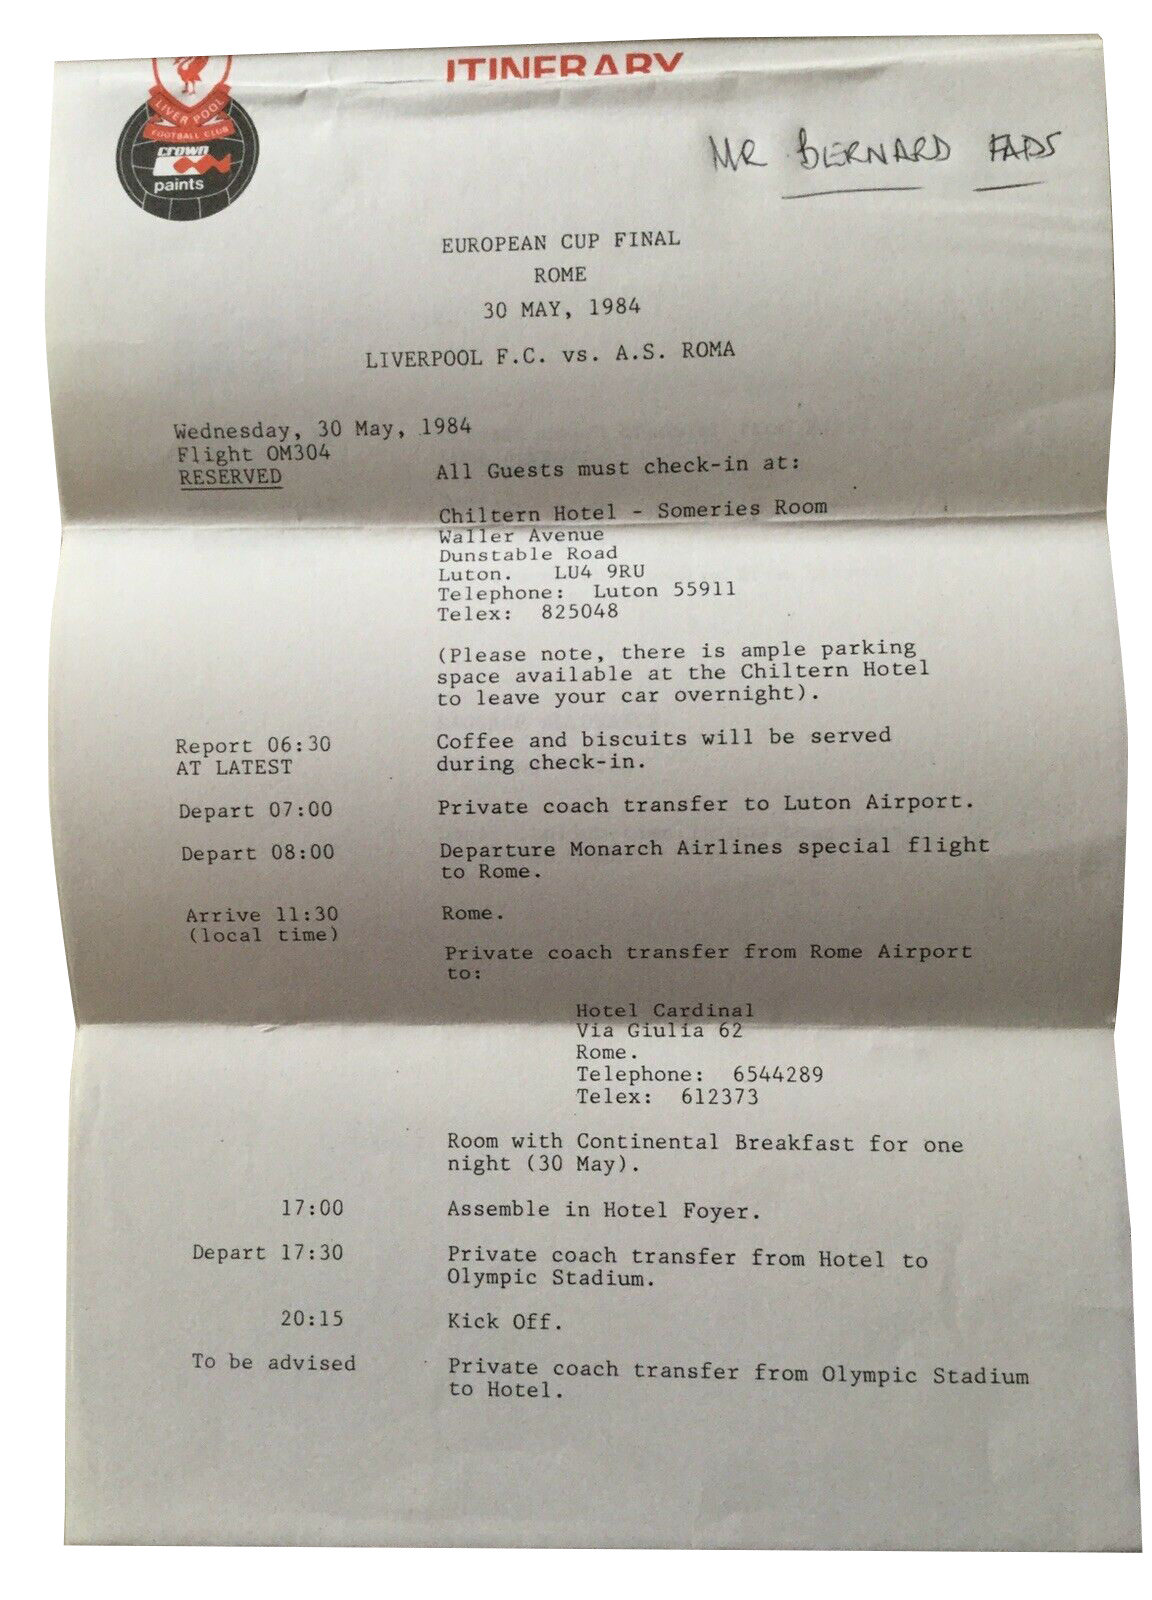 ITINERARY
LIVERPOOL
FOOTBALL CLUB
crown
paints
MR BERNARD FADS
EUROPEAN CUP FINAL
ROME
30 MAY, 1984
LIVERPOOL F.C. vs. A.S. ROMA
Wednesday, 30 May, 1984
Flight OM304
RESERVED
All Guests must check-in at:
Chiltern Hotel - Someries Room
Waller Avenue
Dunstable Road
Luton. LU4 9RU
Telephone: Luton 55911
Telex: 825048
(Please note, there is ample parking
space available at the Chiltern Hotel
to leave your car overnight).
Report 06:30 Coffee and biscuits will be served
AT LATEST during check-in.
Depart 07:00 Private coach transfer to Luton Airport.
Depart 08:00 Departure Monarch Airlines special flight
to Rome.
Arrive 11:30 Rome.
(local time)
Private coach transfer from Rome Airport
to:
Hotel Cardinal
Via Giulia 62
Rome.
Telephone: 6544289
Telex: 612373
Room with Continental Breakfast for one
night (30 May).
17:00 Assemble in Hotel Foyer.
Depart 17:30 Private coach transfer from Hotel to
Olympic Stadium.
20:15 Kick Off.
To be advised Private coach transfer from Olympic Stadium
to Hotel.